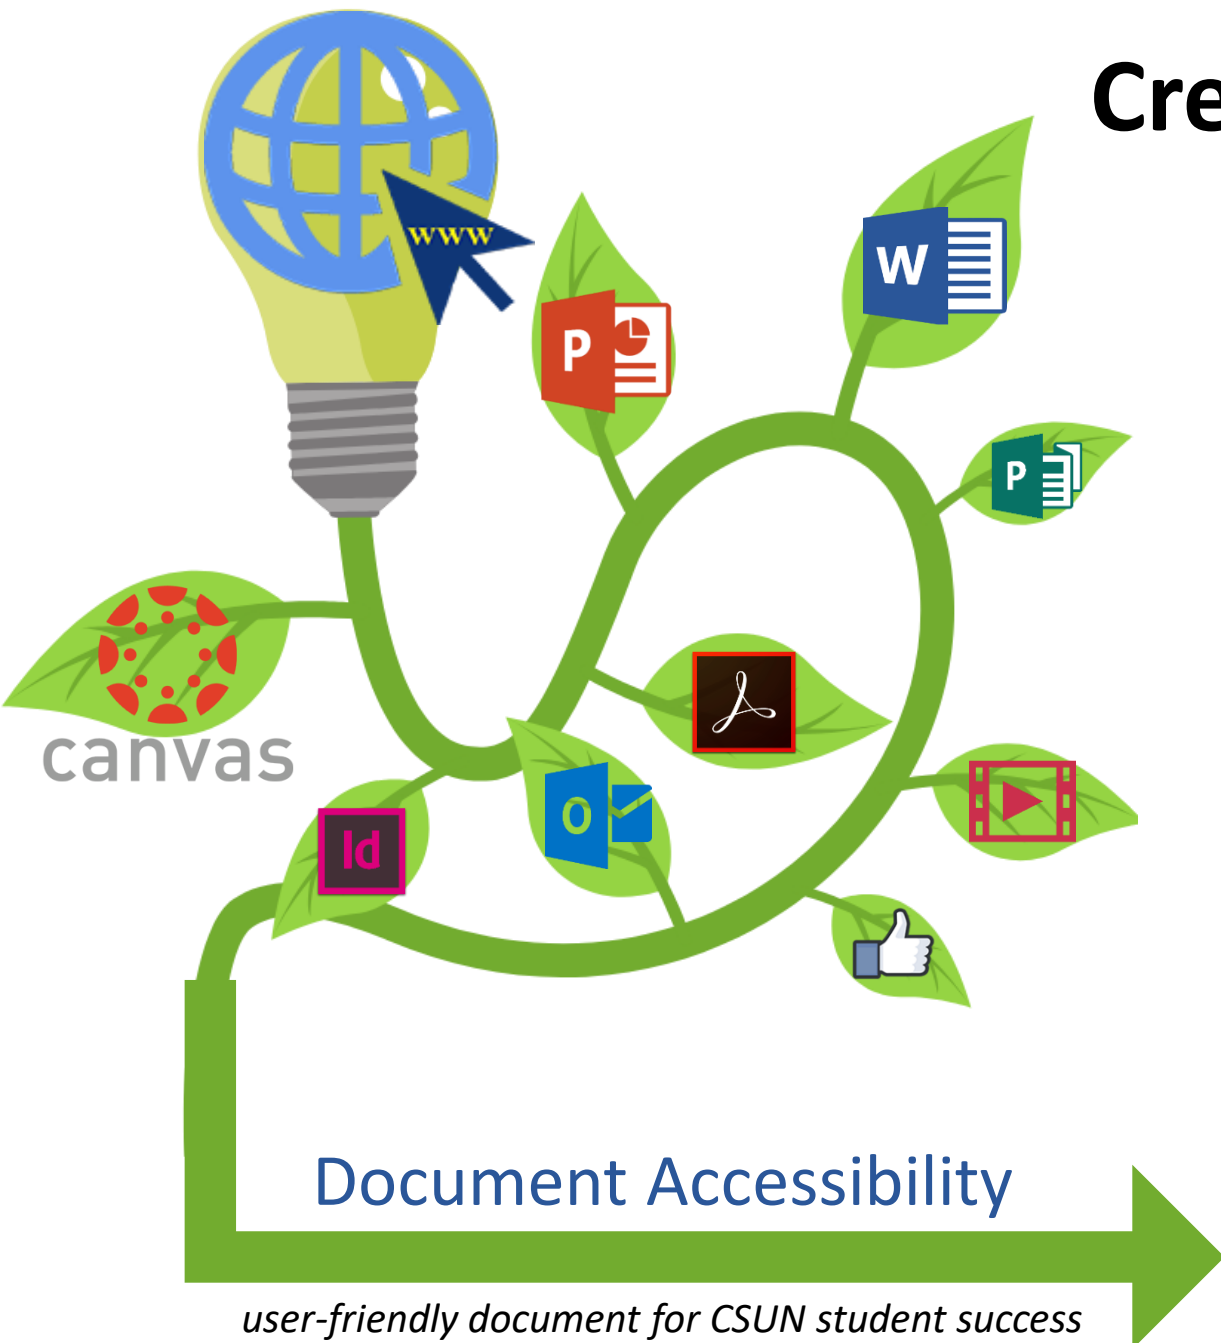 Cre
www
W
P
P
canvas
O
Id
Document Accessibility
user-friendly document for CSUN student success